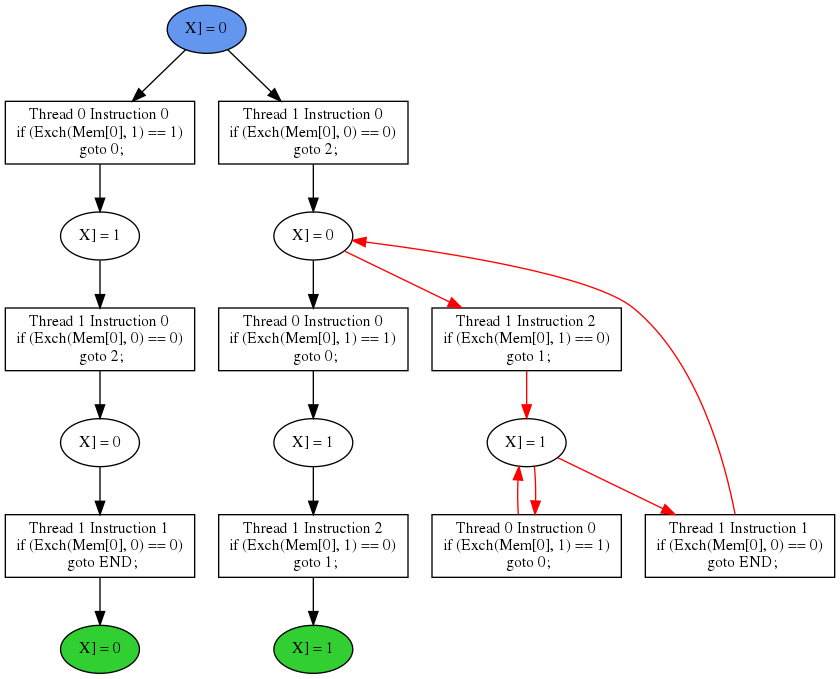 X] = 0
Thread 0 Instruction 0
if (Exch(Mem[0], 1) == 1)
goto 0;
Thread 1 Instruction 0
if (Exch(Mem[0], 0) == 0)
goto 2;
X] = 1
X] = 0
Thread 1 Instruction 0
if (Exch(Mem[0], 0) == 0)
goto 2;
Thread 0 Instruction 0
if (Exch(Mem[0], 1) == 1)
goto 0;
Thread 1 Instruction 2
if (Exch(Mem[0], 1) == 0)
goto 1;
X] = 0
X] = 1
X] = 1
Thread 1 Instruction 1
if (Exch(Mem[0], 0) == 0)
goto END;
Thread 1 Instruction 2
if (Exch(Mem[0], 1) == 0)
goto 1;
Thread 0 Instruction 0
if (Exch(Mem[0], 1) == 1)
goto 0;
Thread 1 Instruction 1
if (Exch(Mem[0], 0) == 0)
goto END;
X] = 0
X] = 1